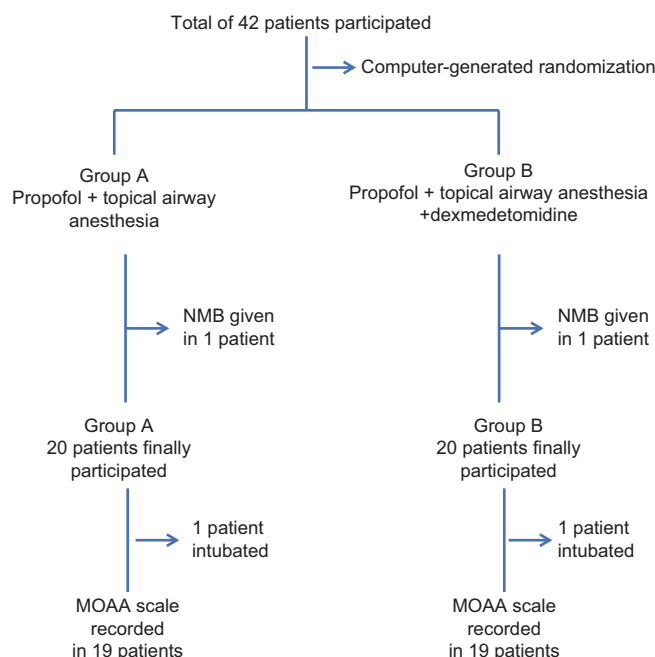 Total of 42 patients participated
Computer-generated randomization
Group A
Propofol + topical airway
anesthesia
Group B
Propofol + topical airway anesthesia
+dexmedetomidine
NMB given
in 1 patient
NMB given
in 1 patient
Group A
20 patients finally
participated
Group B
20 patients finally
participated
1 patient
intubated
1 patient
intubated
MOAA scale
recorded
in 19 patients
MOAA scale
recorded
in 19 patients